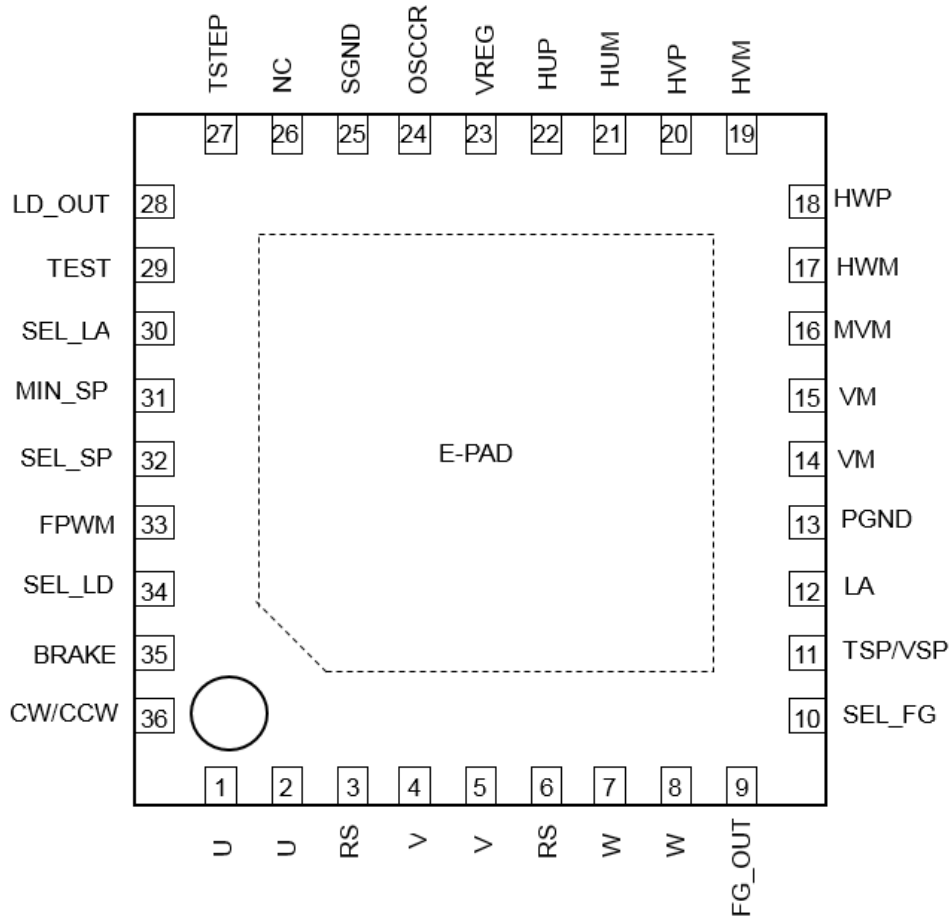 TSTEP NC SGND OSCCR VREG HUP HUM HVP HVM
27 26 25 24 23 22 21 20 19
LD_OUT 28 18 HWP
TEST 29 17 HWM
SEL_LA 30 16 MVM
MIN_SP 31 15 VM
SEL_SP 32 E-PAD 14 VM
FPWM 33 13 PGND
SEL_LD 34 12 LA
BRAKE 35 11 TSP/VSP
CW/CCW 36 10 SEL_FG
1 2 3 4 5 6 7 8 9
U U RS V V RS W W FG_OUT